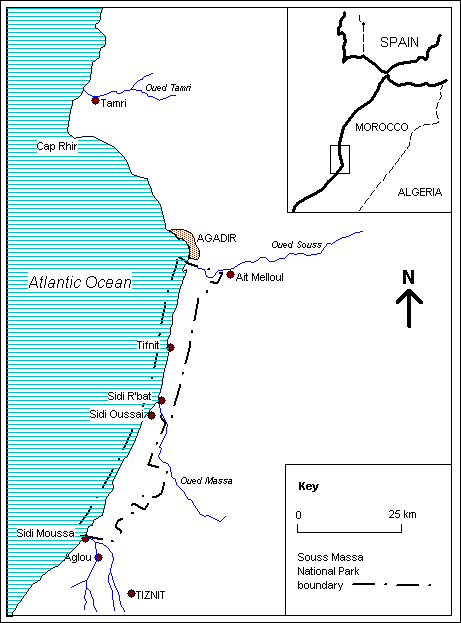 SPAIN
MOROCCO
ALGERIA
Oued Tamri
Tamri
Cap Rhir
AGADIR
Oued Souss
Ait Melloul
Atlantic Ocean
N
Tifnit
Sidi R'bat
Sidi Oussai
Oued Massa
Key
0 25 km
Sidi Moussa
Aglou
TIZNIT
Souss Massa
National Park
boundary